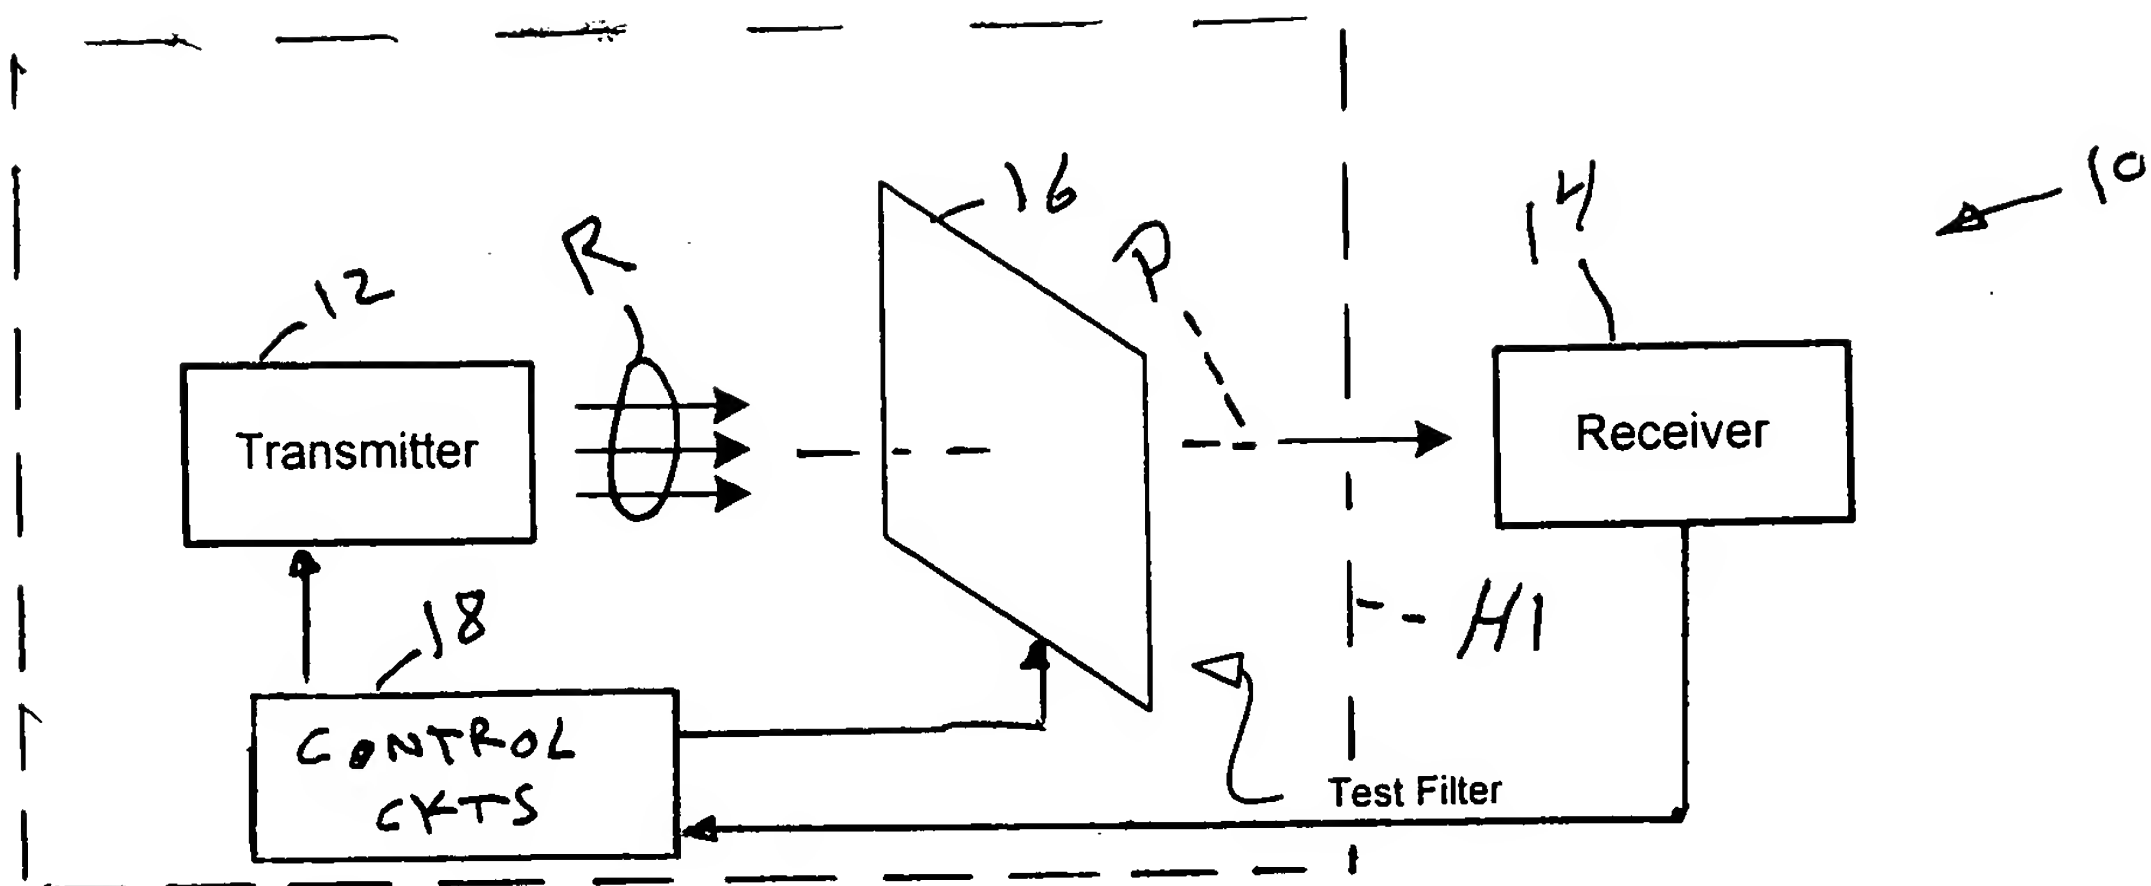 10
16
14
P
R
12
Transmitter
Receiver
18
H1
CONTROL
CKTS
Test Filter